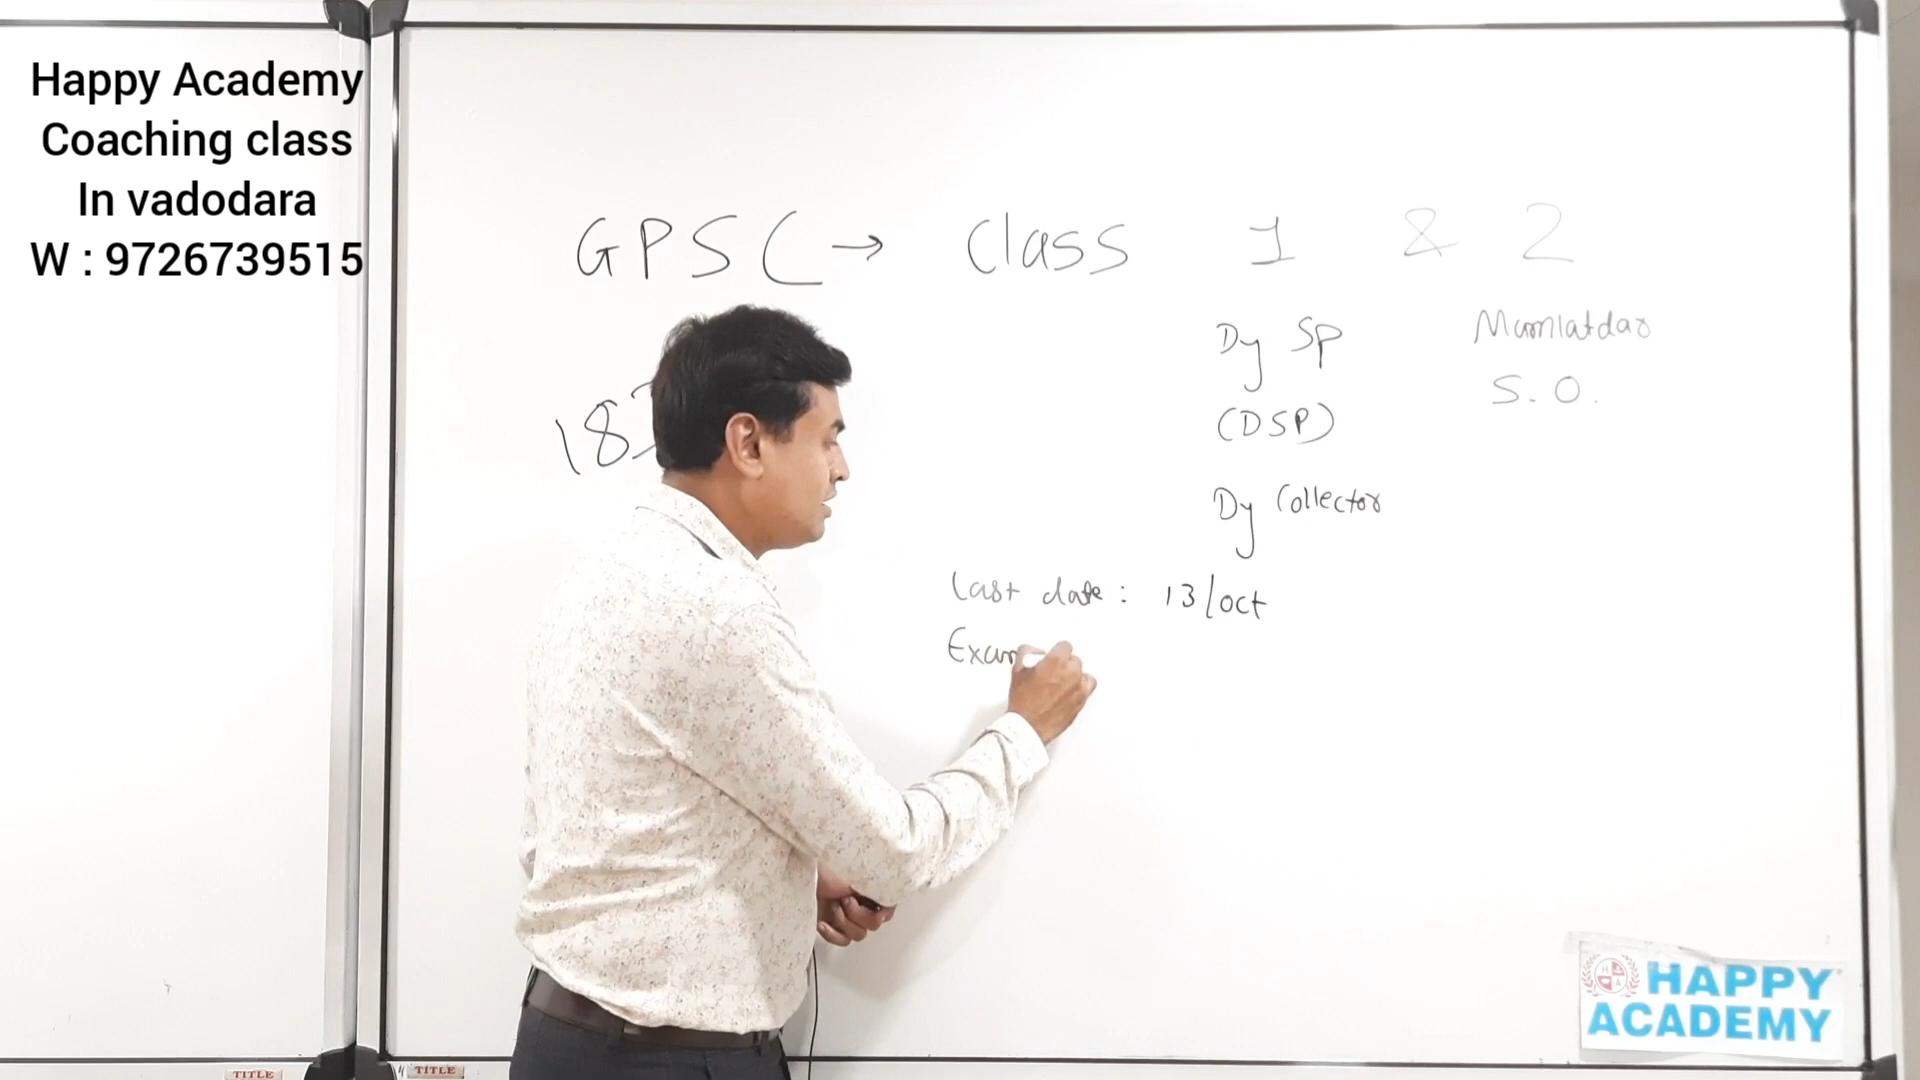 Happy Academy
Coaching class
In vadodara
W : 9726739515
GPSC → Class 1 & 2
Dy SP
Mamlatdar
(DSP)
S. O.
Dy Collector
Last date : 13/oct
Exam
HAPPY
ACADEMY
TITLE
TITLE